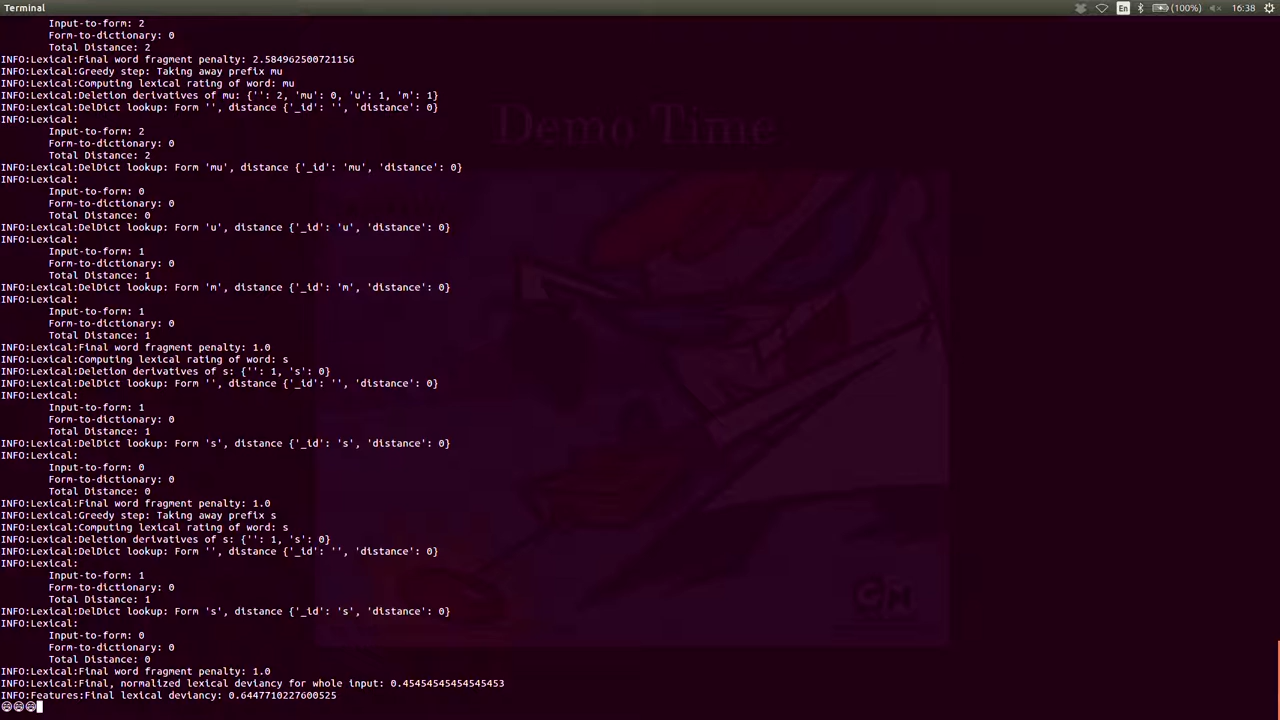 Terminal
En
(100%)
16:38
Input-to-form: 2
Form-to-dictionary: 0
Total Distance: 2
INFO:Lexical:Final word fragment penalty: 2.584962500721156
INFO:Lexical:Greedy step: Taking away prefix mu
INFO:Lexical:Computing lexical rating of word: mu
INFO:Lexical:Deletion derivatives of mu: {'': 2, 'mu': 0, 'u': 1, 'm': 1}
INFO:Lexical:DelDict lookup: Form '', distance {'_id': '', 'distance': 0}
INFO:Lexical:
Input-to-form: 2
Form-to-dictionary: 0
Total Distance: 2
INFO:Lexical:DelDict lookup: Form 'mu', distance {'_id': 'mu', 'distance': 0}
INFO:Lexical:
Input-to-form: 0
Form-to-dictionary: 0
Total Distance: 0
INFO:Lexical:DelDict lookup: Form 'u', distance {'_id': 'u', 'distance': 0}
INFO:Lexical:
Input-to-form: 1
Form-to-dictionary: 0
Total Distance: 1
INFO:Lexical:DelDict lookup: Form 'm', distance {'_id': 'm', 'distance': 0}
INFO:Lexical:
Input-to-form: 1
Form-to-dictionary: 0
Total Distance: 1
INFO:Lexical:Final word fragment penalty: 1.0
INFO:Lexical:Computing lexical rating of word: s
INFO:Lexical:Deletion derivatives of s: {'': 1, 's': 0}
INFO:Lexical:DelDict lookup: Form '', distance {'_id': '', 'distance': 0}
INFO:Lexical:
Input-to-form: 1
Form-to-dictionary: 0
Total Distance: 1
INFO:Lexical:DelDict lookup: Form 's', distance {'_id': 's', 'distance': 0}
INFO:Lexical:
Input-to-form: 0
Form-to-dictionary: 0
Total Distance: 0
INFO:Lexical:Final word fragment penalty: 1.0
INFO:Lexical:Greedy step: Taking away prefix s
INFO:Lexical:Computing lexical rating of word: s
INFO:Lexical:Deletion derivatives of s: {'': 1, 's': 0}
INFO:Lexical:DelDict lookup: Form '', distance {'_id': '', 'distance': 0}
INFO:Lexical:
Input-to-form: 1
Form-to-dictionary: 0
Total Distance: 1
INFO:Lexical:DelDict lookup: Form 's', distance {'_id': 's', 'distance': 0}
INFO:Lexical:
Input-to-form: 0
Form-to-dictionary: 0
Total Distance: 0
INFO:Lexical:Final word fragment penalty: 1.0
INFO:Lexical:Final, normalized lexical deviancy for whole input: 0.45454545454545453
INFO:Features:Final lexical deviancy: 0.6447710227600525
Demo Time